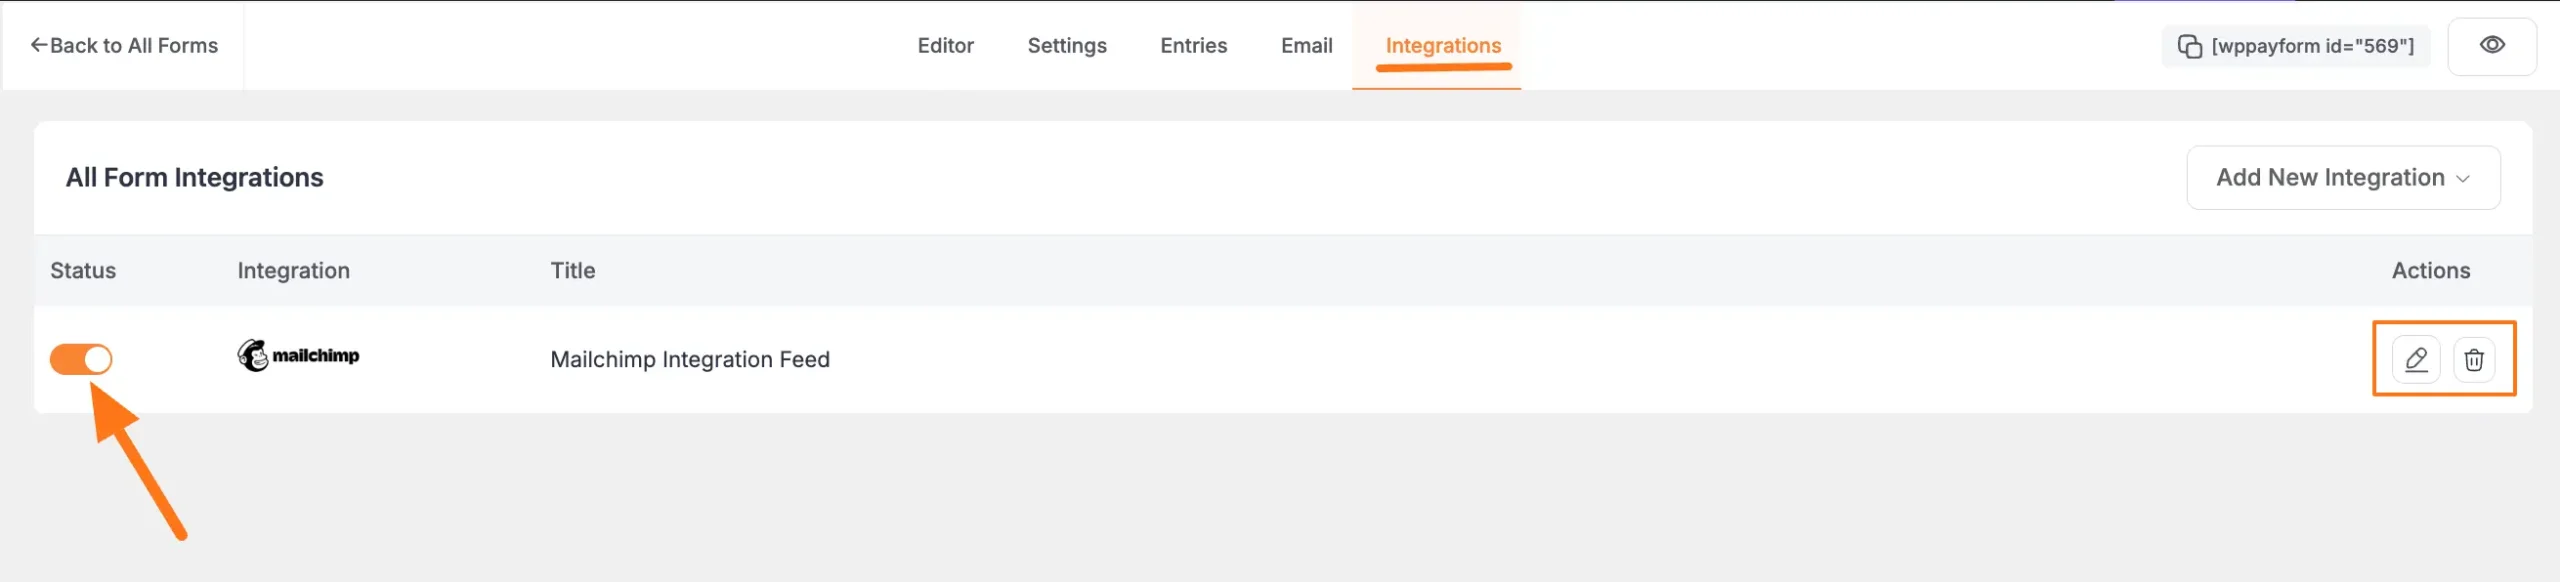 ←Back to All Forms
Editor Settings Entries Email Integrations
[wppayform id="569"]
All Form Integrations
Add New Integration
Status Integration Title Actions
mailchimp Mailchimp Integration Feed